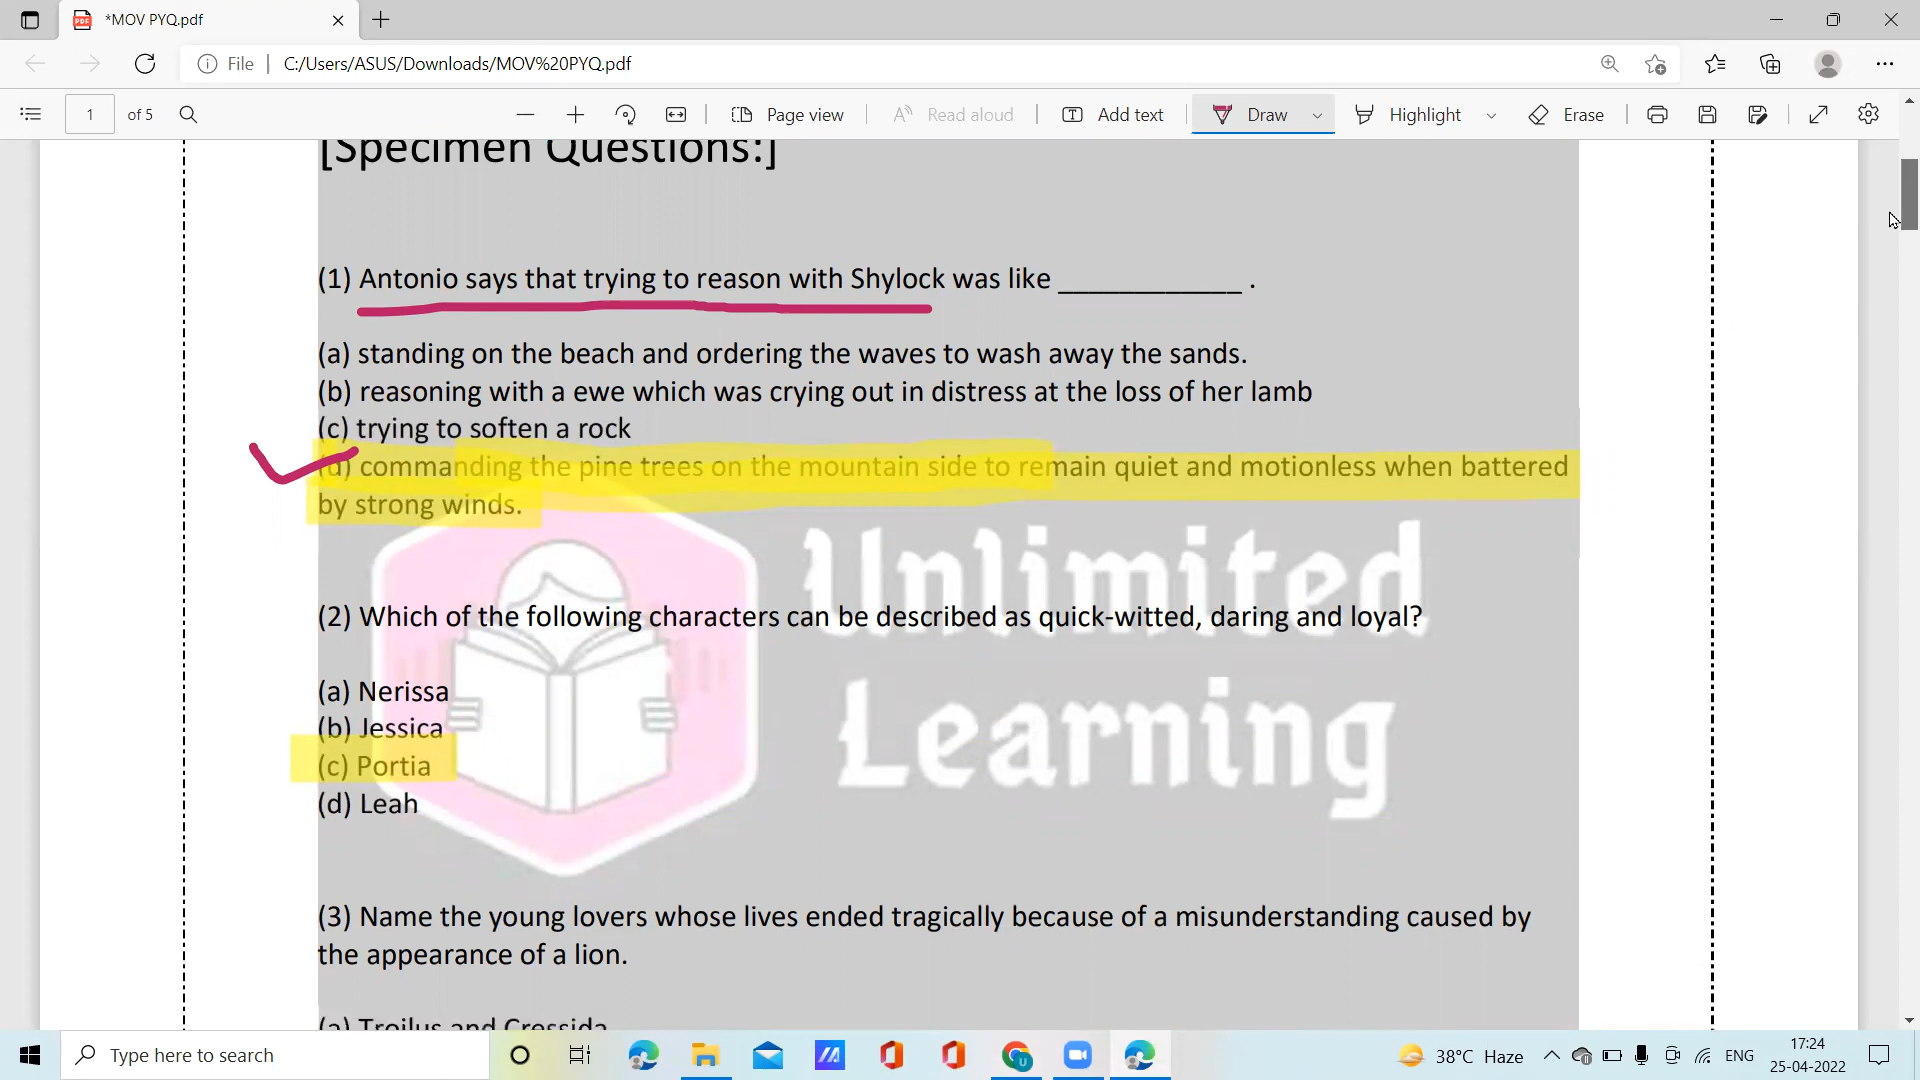 *MOV PYQ.pdf
File
C:/Users/ASUS/Downloads/MOV%20PYQ.pdf
1 of 5
Page view
Read aloud
Add text
Draw
Highlight
Erase
[Specimen Questions:]
(1) Antonio says that trying to reason with Shylock was like ____________ .
(a) standing on the beach and ordering the waves to wash away the sands.
(b) reasoning with a ewe which was crying out in distress at the loss of her lamb
(c) trying to soften a rock
(d) commanding the pine trees on the mountain side to remain quiet and motionless when battered
by strong winds.
Unlimited
Learning
(2) Which of the following characters can be described as quick-witted, daring and loyal?
(a) Nerissa
(b) Jessica
(c) Portia
(d) Leah
(3) Name the young lovers whose lives ended tragically because of a misunderstanding caused by
the appearance of a lion.
(a) Troilus and Cressida
Type here to search
38°C Haze
ENG
17:24
25-04-2022